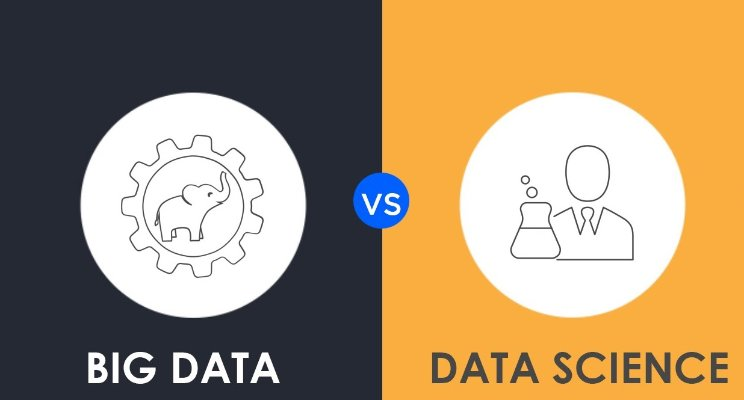 BIG DATA
VS
DATA SCIENCE